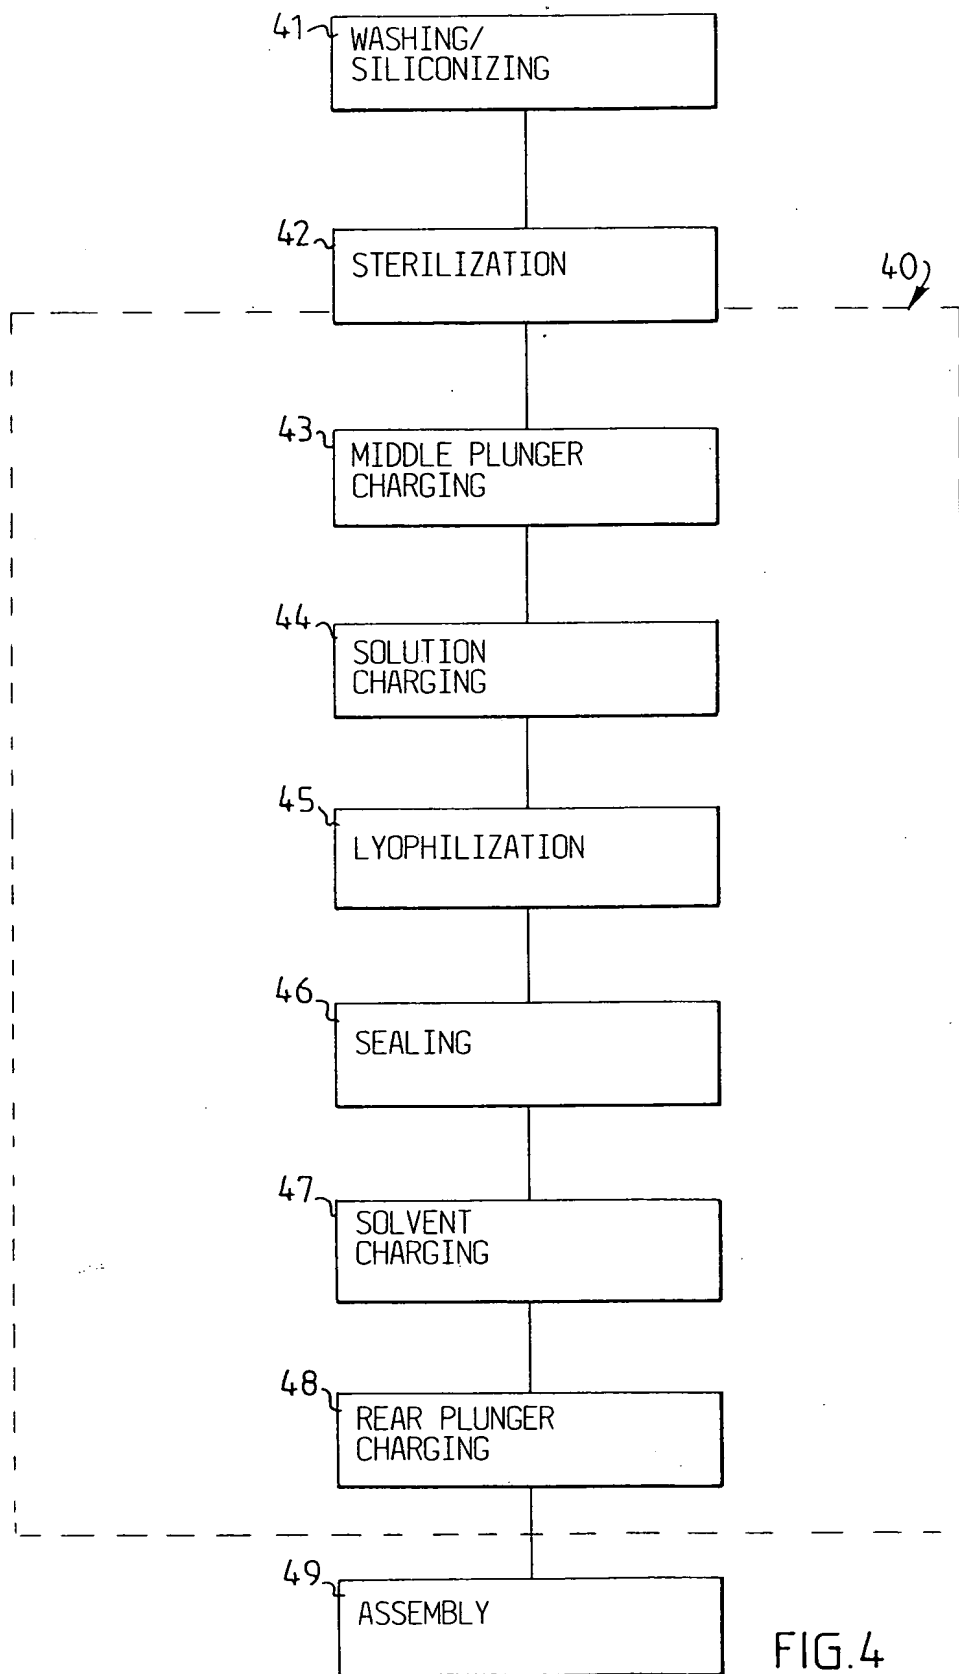 41
WASHING/
SILICONIZING
42
STERILIZATION
40
43
MIDDLE PLUNGER
CHARGING
44
SOLUTION
CHARGING
45
LYOPHILIZATION
46
SEALING
47
SOLVENT
CHARGING
48
REAR PLUNGER
CHARGING
49
ASSEMBLY
FIG.4